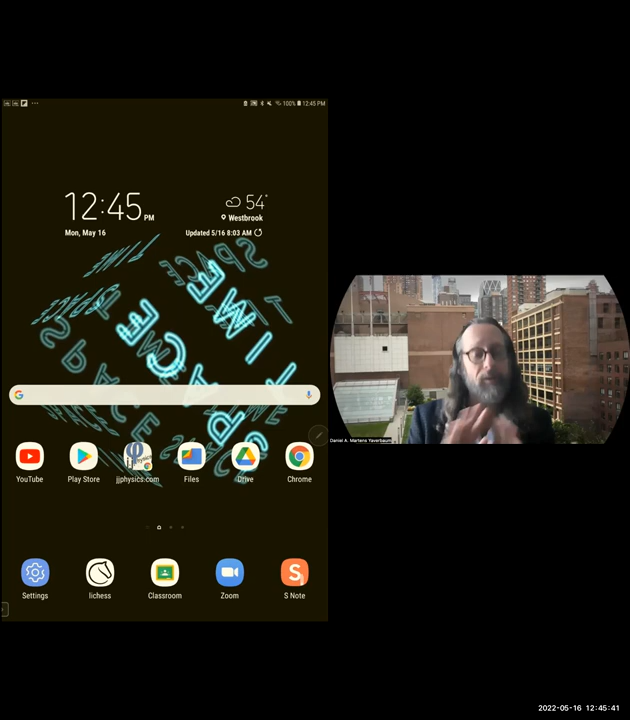 100% 12:45 PM
12:45 PM
54°
Westbrook
Mon, May 16
Updated 5/16 8:03 AM
TIME
SPACE
SPACE
TIME
SPACE
YouTube
Play Store
jjphysics.com
Files
Drive
Chrome
Settings
lichess
Classroom
Zoom
S Note
Daniel A. Martens Yaverbaum
2022-05-16 12:45:41